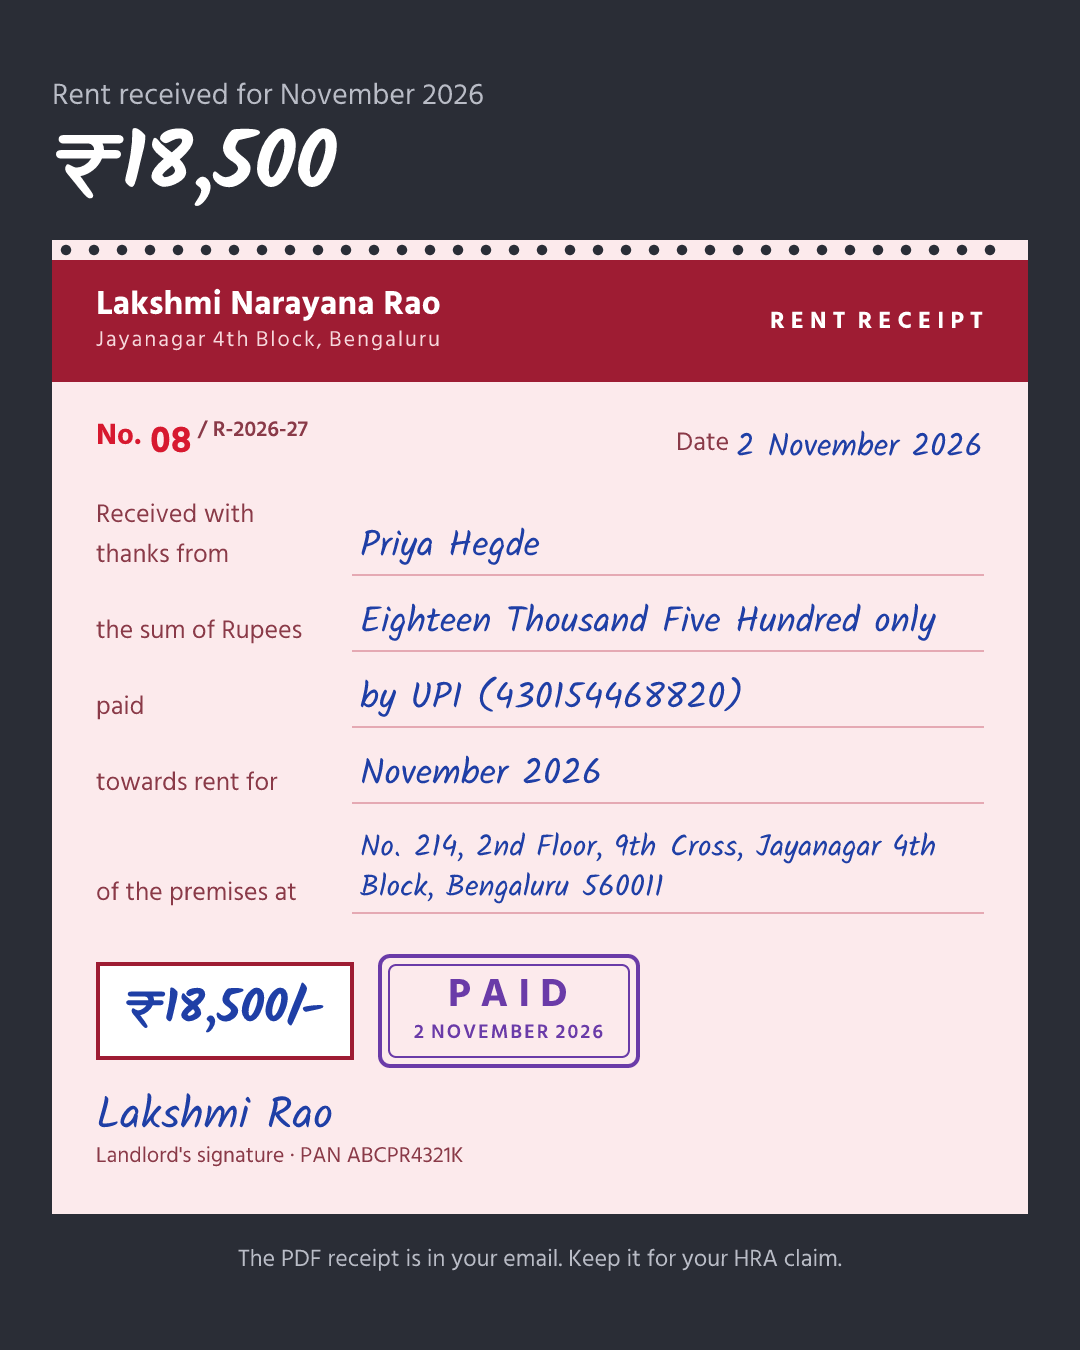 Rent received for November 2026
₹18,500
Lakshmi Narayana Rao
Jayanagar 4th Block, Bengaluru
RENT RECEIPT
No. 08 / R-2026-27
Date 2 November 2026
Received with
thanks from
Priya Hegde
the sum of Rupees
Eighteen Thousand Five Hundred only
paid
by UPI (430154468820)
towards rent for
November 2026
of the premises at
No. 214, 2nd Floor, 9th Cross, Jayanagar 4th
Block, Bengaluru 560011
₹18,500/-
PAID
2 NOVEMBER 2026
Lakshmi Rao
Landlord's signature · PAN ABCPR4321K
The PDF receipt is in your email. Keep it for your HRA claim.